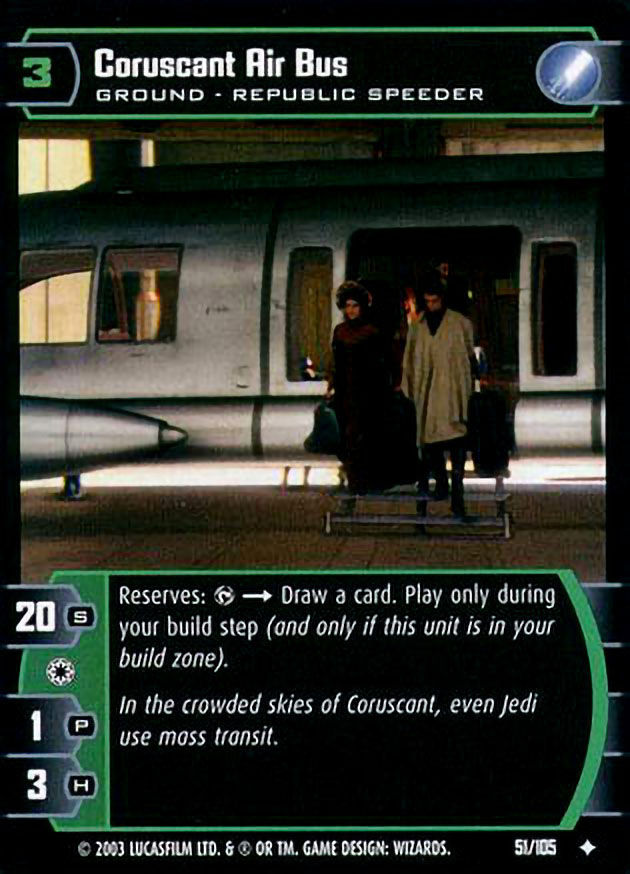 3
Coruscant Air Bus
GROUND - REPUBLIC SPEEDER
Reserves: → Draw a card. Play only during
your build step (and only if this unit is in your
build zone).
In the crowded skies of Coruscant, even Jedi
use mass transit.
20 S
1 P
3 H
© 2003 LUCASFILM LTD. & ® OR TM. GAME DESIGN: WIZARDS.
51/105